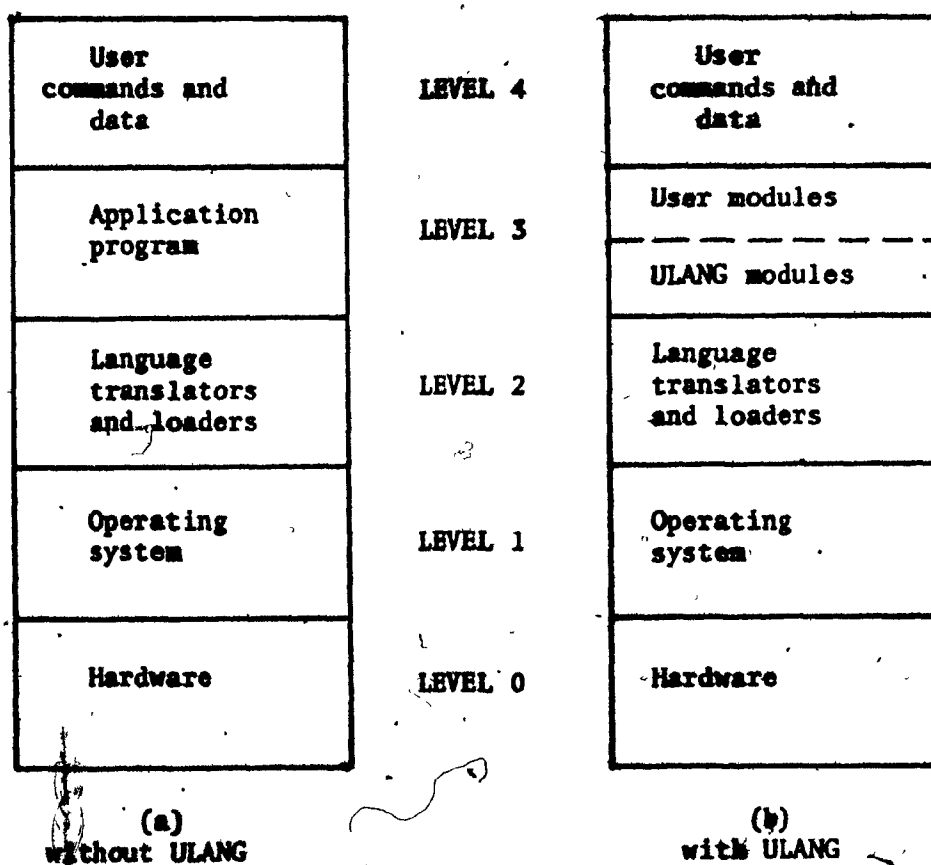 User
commands and
data
Application
program
Language
translators
and loaders
Operating
system
Hardware
(a)
without ULANG
LEVEL 4
LEVEL 3
LEVEL 2
LEVEL 1
LEVEL 0
User
commands and
data
User modules
ULANG modules
Language
translators
and loaders
Operating
system
Hardware
(b)
with ULANG